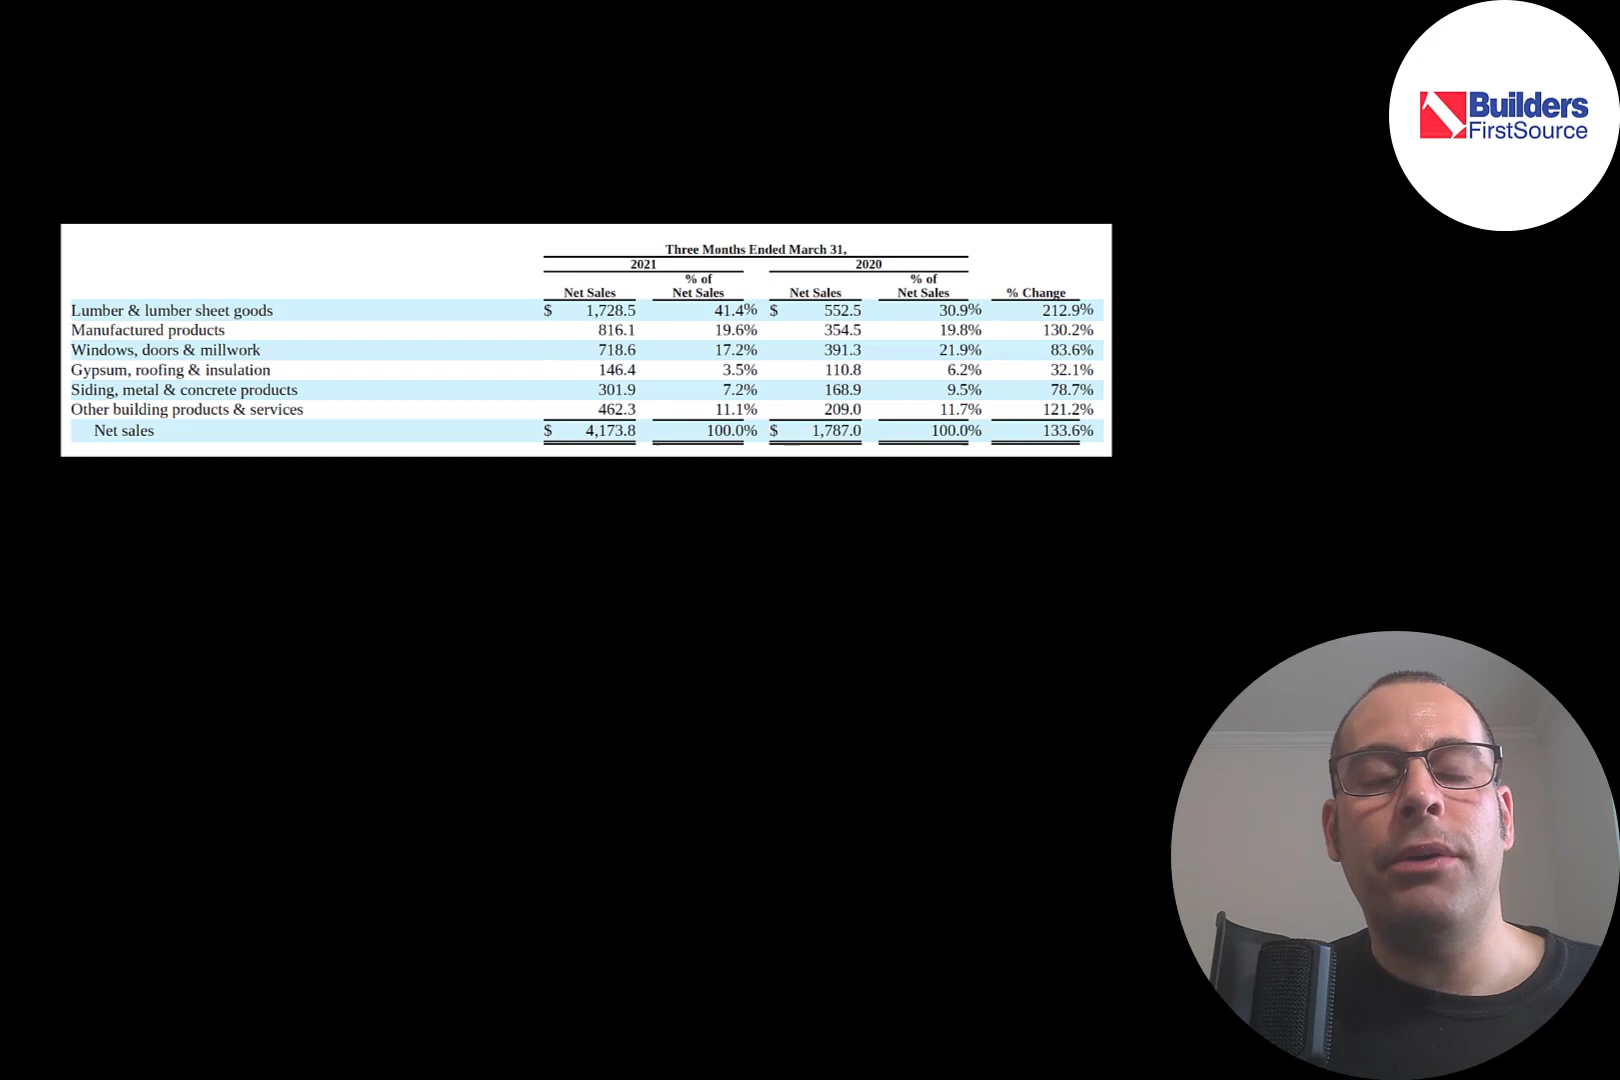 Builders
FirstSource
Three Months Ended March 31,
2021 2020
% of % of
Net Sales Net Sales Net Sales Net Sales % Change
Lumber & lumber sheet goods $ 1,728.5 41.4% $ 552.5 30.9% 212.9%
Manufactured products 816.1 19.6% 354.5 19.8% 130.2%
Windows, doors & millwork 718.6 17.2% 391.3 21.9% 83.6%
Gypsum, roofing & insulation 146.4 3.5% 110.8 6.2% 32.1%
Siding, metal & concrete products 301.9 7.2% 168.9 9.5% 78.7%
Other building products & services 462.3 11.1% 209.0 11.7% 121.2%
Net sales $ 4,173.8 100.0% $ 1,787.0 100.0% 133.6%